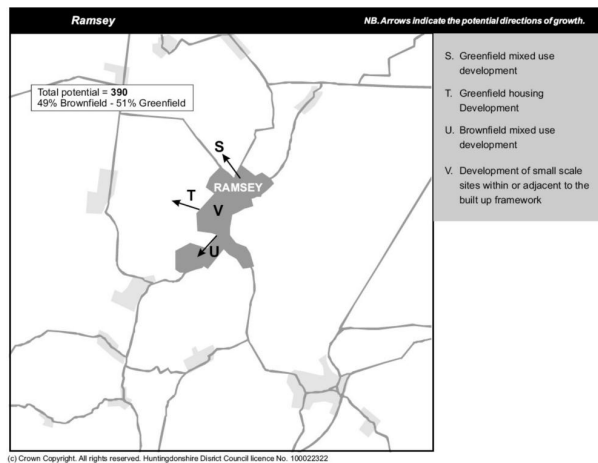 Ramsey
NB. Arrows indicate the potential directions of growth.
Total potential = 390
49% Brownfield - 51% Greenfield
S
RAMSEY
T
V
U
S. Greenfield mixed use
development
T. Greenfield housing
Development
U. Brownfield mixed use
development
V. Development of small scale
sites within or adjacent to the
built up framework
(c) Crown Copyright. All rights reserved. Huntingdonshire Disrict Council licence No. 100022322